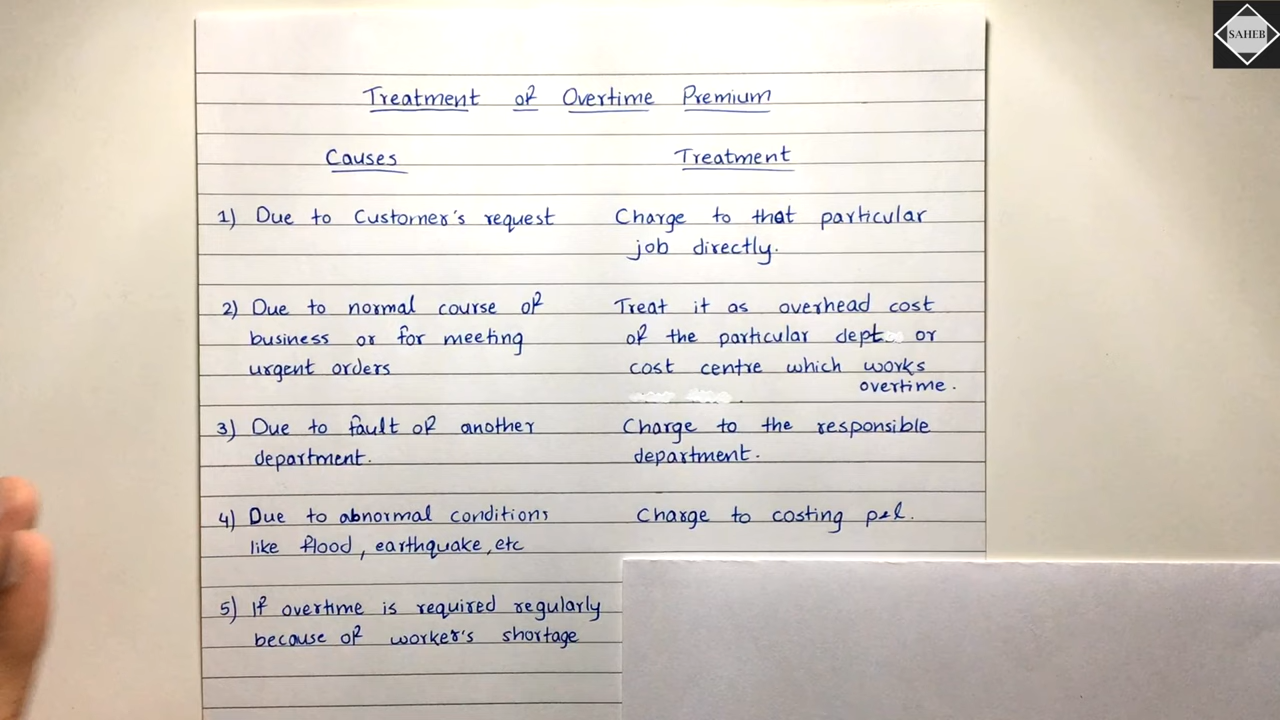 SAHEB
Treatment of Overtime Premium
Causes Treatment
1) Due to Customer's request Charge to that particular
job directly.
2) Due to normal course of Treat it as overhead cost
business or for meeting of the particular dept. or
urgent orders cost centre which works
overtime.
3) Due to fault of another Charge to the responsible
department. department.
4) Due to abnormal conditions Charge to costing p&l.
like flood, earthquake, etc
5) If overtime is required regularly
because of worker's shortage